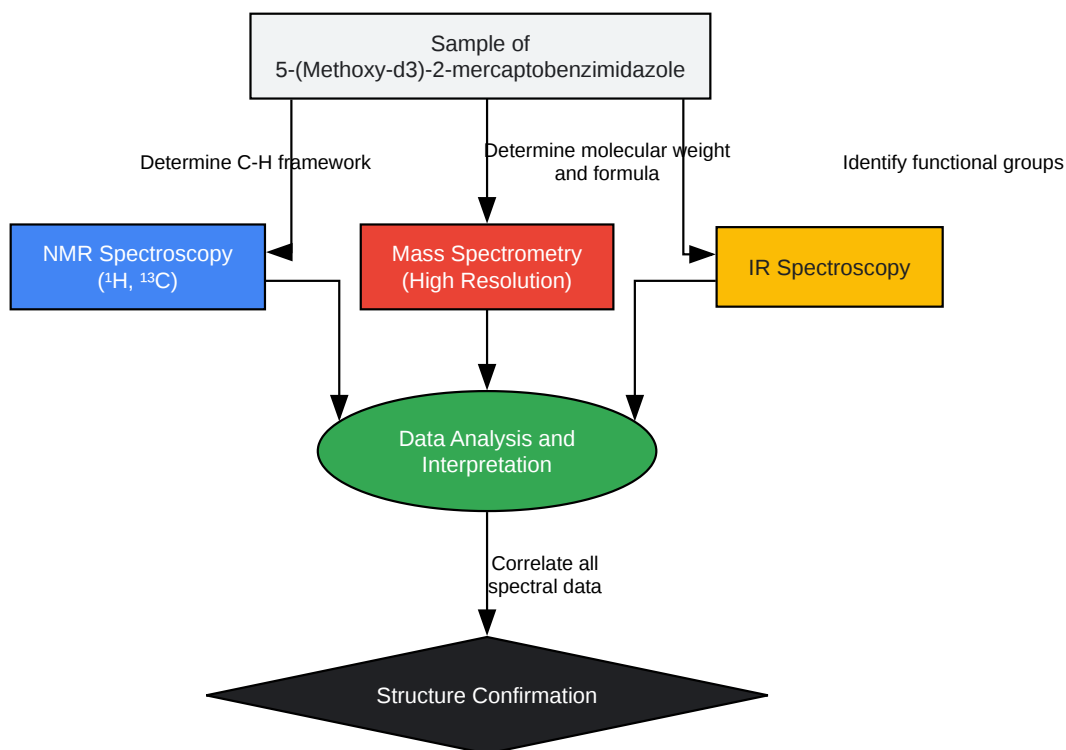 Sample of
5-(Methoxy-d3)-2-mercaptobenzimidazole
Determine C-H framework
Determine molecular weight
and formula
Identify functional groups
NMR Spectroscopy
(¹H, ¹³C)
Mass Spectrometry
(High Resolution)
IR Spectroscopy
Data Analysis and
Interpretation
Correlate all
spectral data
Structure Confirmation